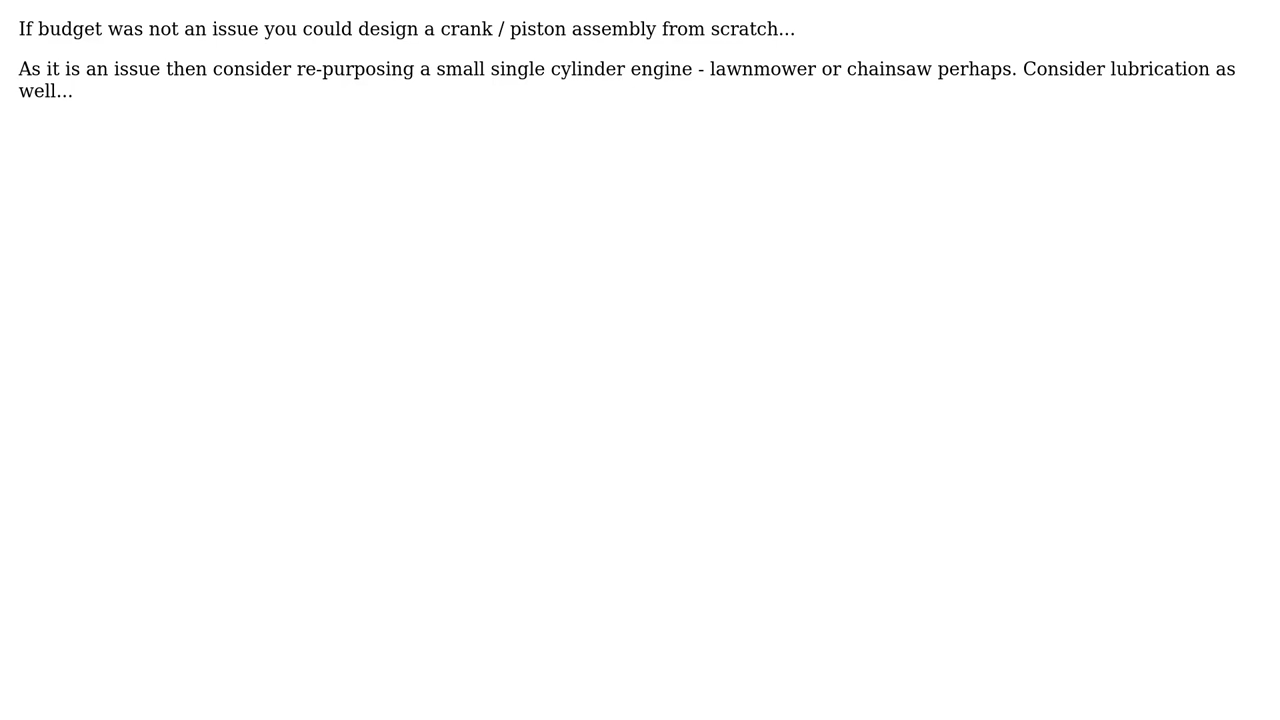 If budget was not an issue you could design a crank / piston assembly from scratch...
As it is an issue then consider re-purposing a small single cylinder engine - lawnmower or chainsaw perhaps. Consider lubrication as
well...